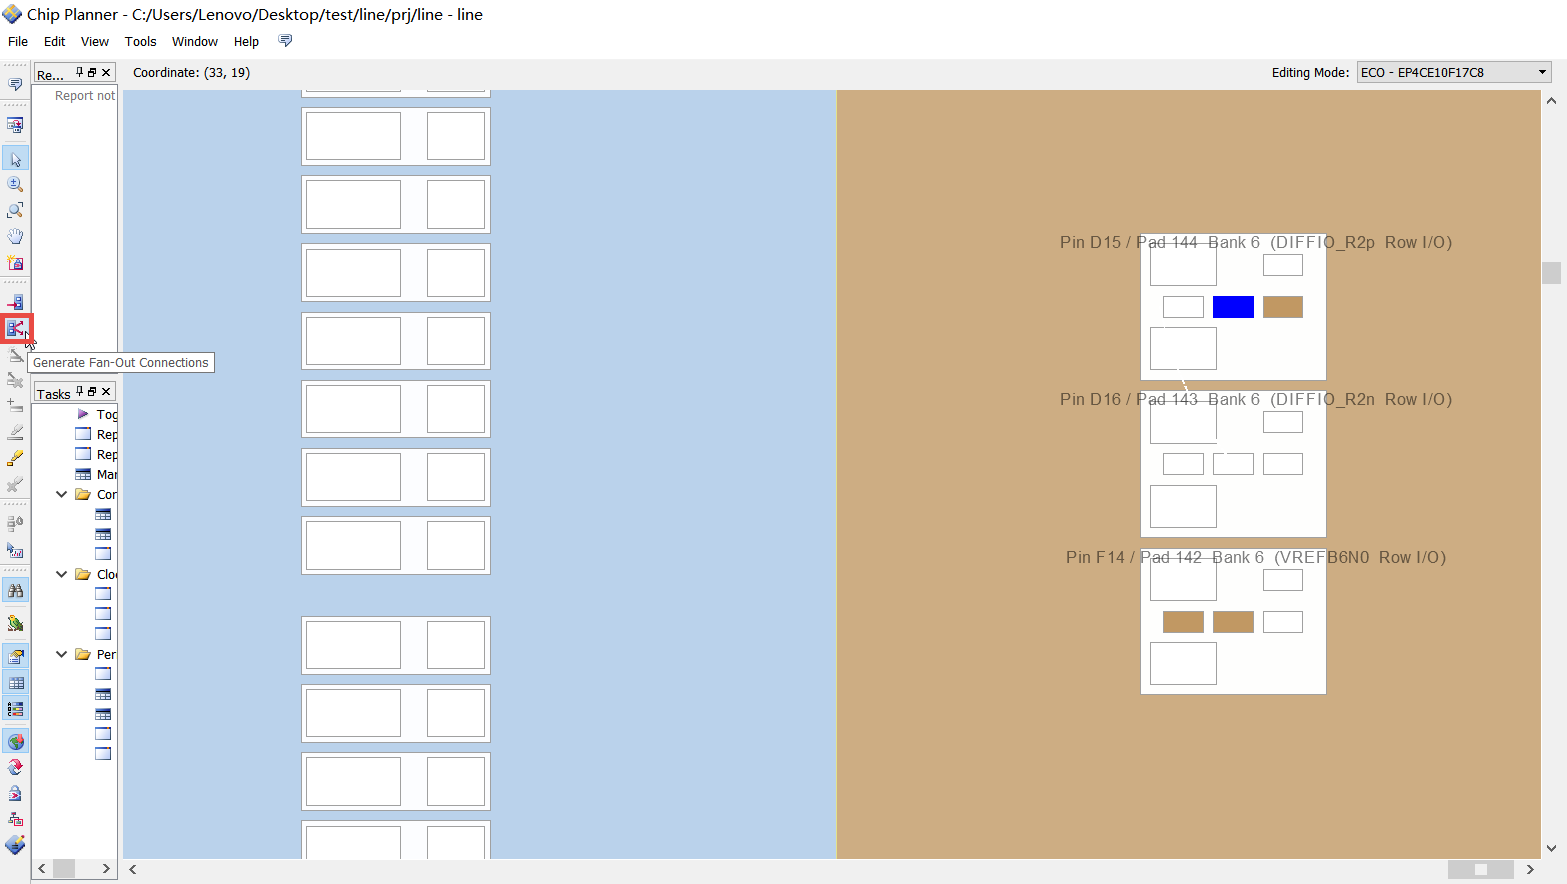 Chip Planner - C:/Users/Lenovo/Desktop/test/line/prj/line - line
File Edit View Tools Window Help
Re...
Coordinate: (33, 19)
Editing Mode: ECO - EP4CE10F17C8
Report not
Pin D15 / Pad 144 Bank 6 (DIFFIO_R2p Row I/O)
Generate Fan-Out Connections
Tasks
Pin D16 / Pad 143 Bank 6 (DIFFIO_R2n Row I/O)
Tog
Rep
Rep
Mar
Cor
Pin F14 / Pad 142 Bank 6 (VREFB6N0 Row I/O)
Cloc
Per